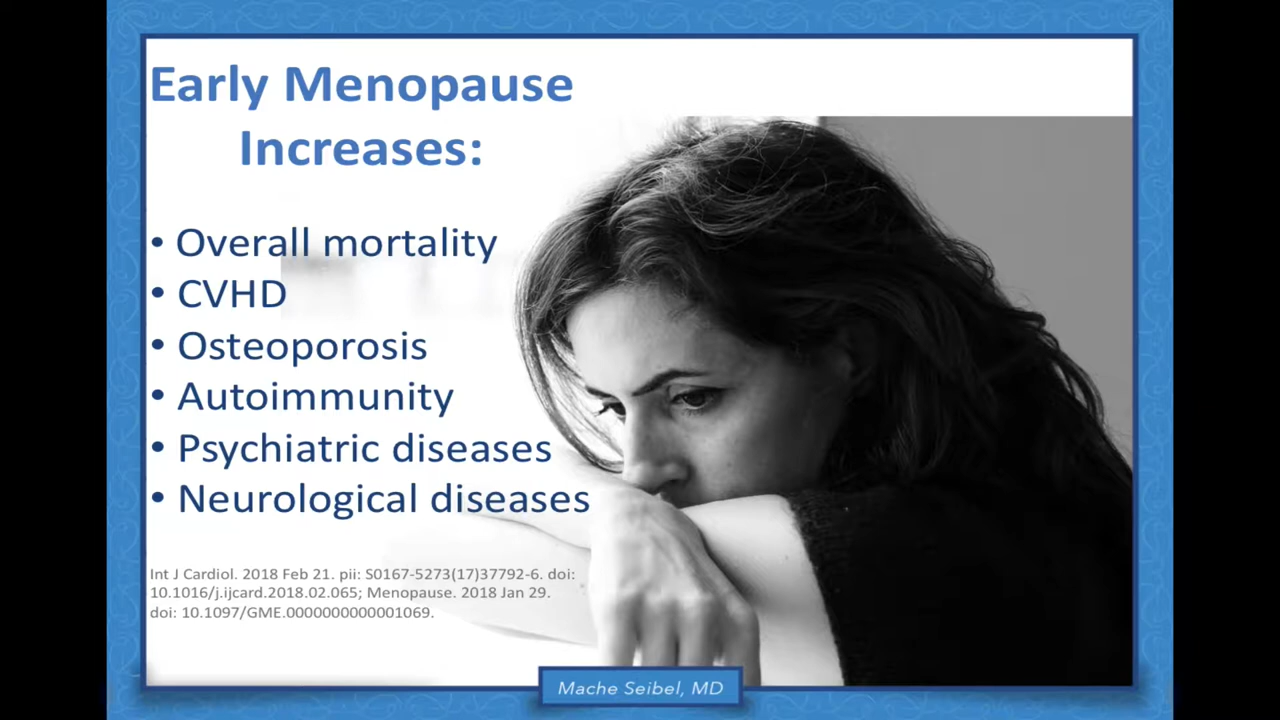 Early Menopause
Increases:
• Overall mortality
• CVHD
• Osteoporosis
• Autoimmunity
• Psychiatric diseases
• Neurological diseases
Int J Cardiol. 2018 Feb 21. pii: S0167-5273(17)37792-6. doi:
10.1016/j.ijcard.2018.02.065; Menopause. 2018 Jan 29.
doi: 10.1097/GME.0000000000001069.
Mache Seibel, MD